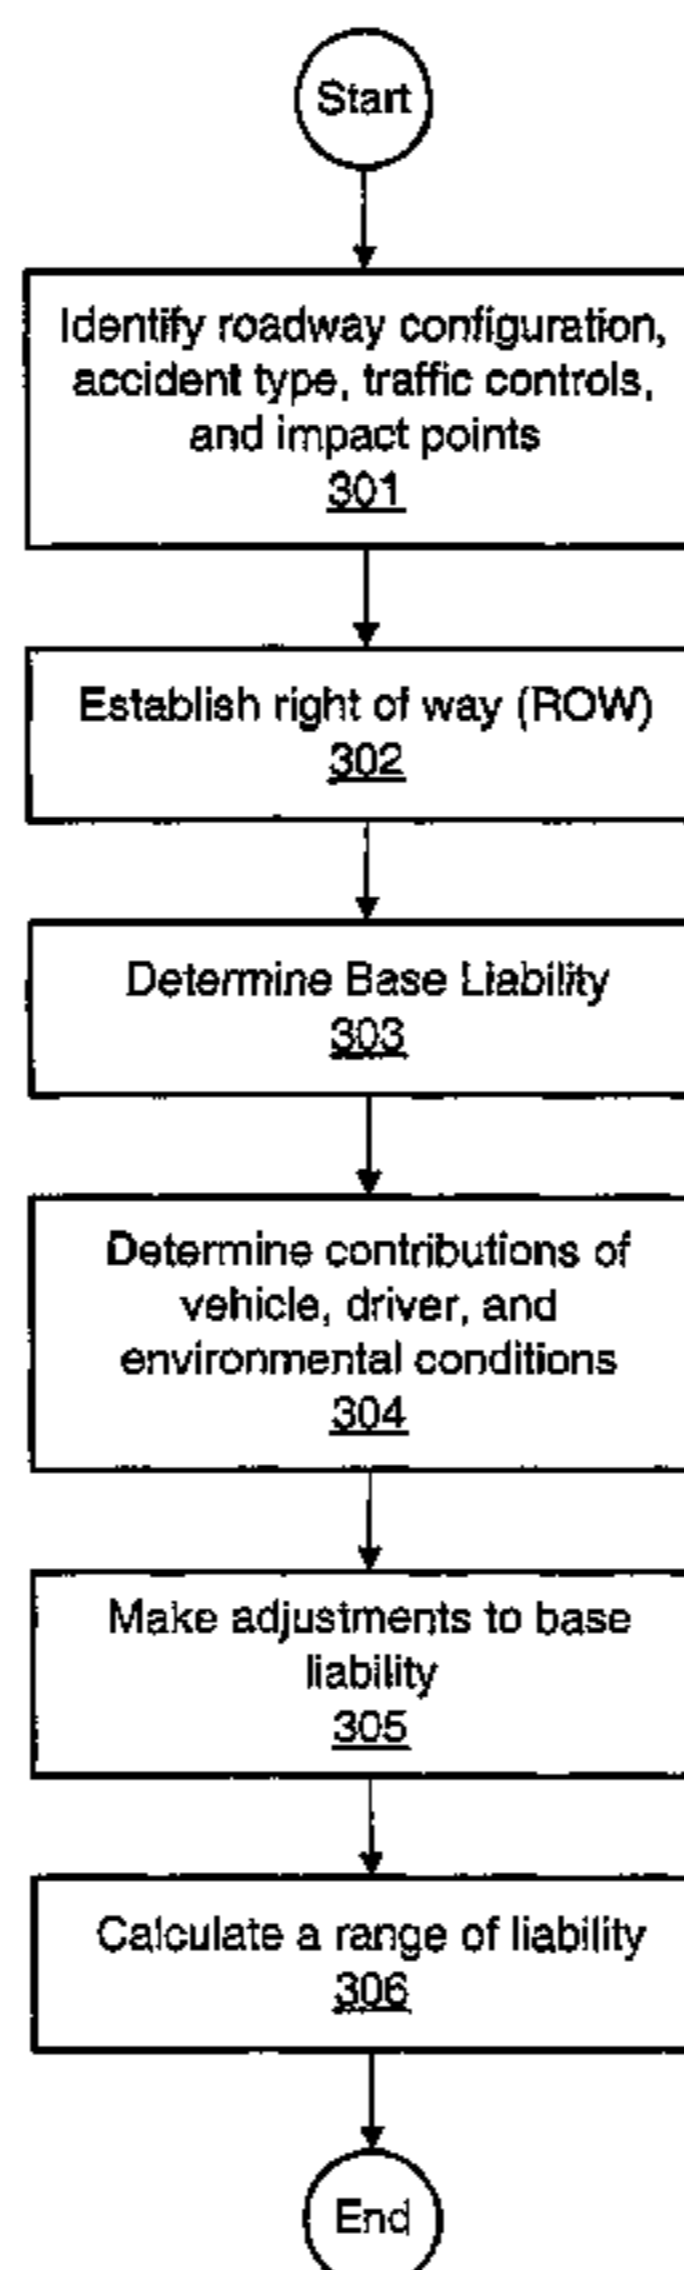 Start
Identify roadway configuration,
accident type, traffic controls,
and impact points
301
Establish right of way (ROW)
302
Determine Base Liability
303
Determine contributions of
vehicle, driver, and
environmental conditions
304
Make adjustments to base
liability
305
Calculate a range of liability
306
End